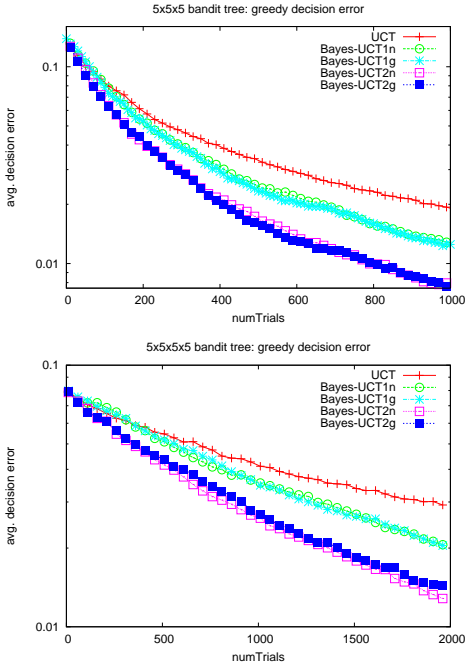 5x5x5 bandit tree: greedy decision error
0.1
0.01
avg. decision error
UCT
Bayes-UCT1n
Bayes-UCT1g
Bayes-UCT2n
Bayes-UCT2g
0 200 400 600 800 1000
numTrials
5x5x5x5 bandit tree: greedy decision error
0.1
0.01
avg. decision error
UCT
Bayes-UCT1n
Bayes-UCT1g
Bayes-UCT2n
Bayes-UCT2g
0 500 1000 1500 2000
numTrials